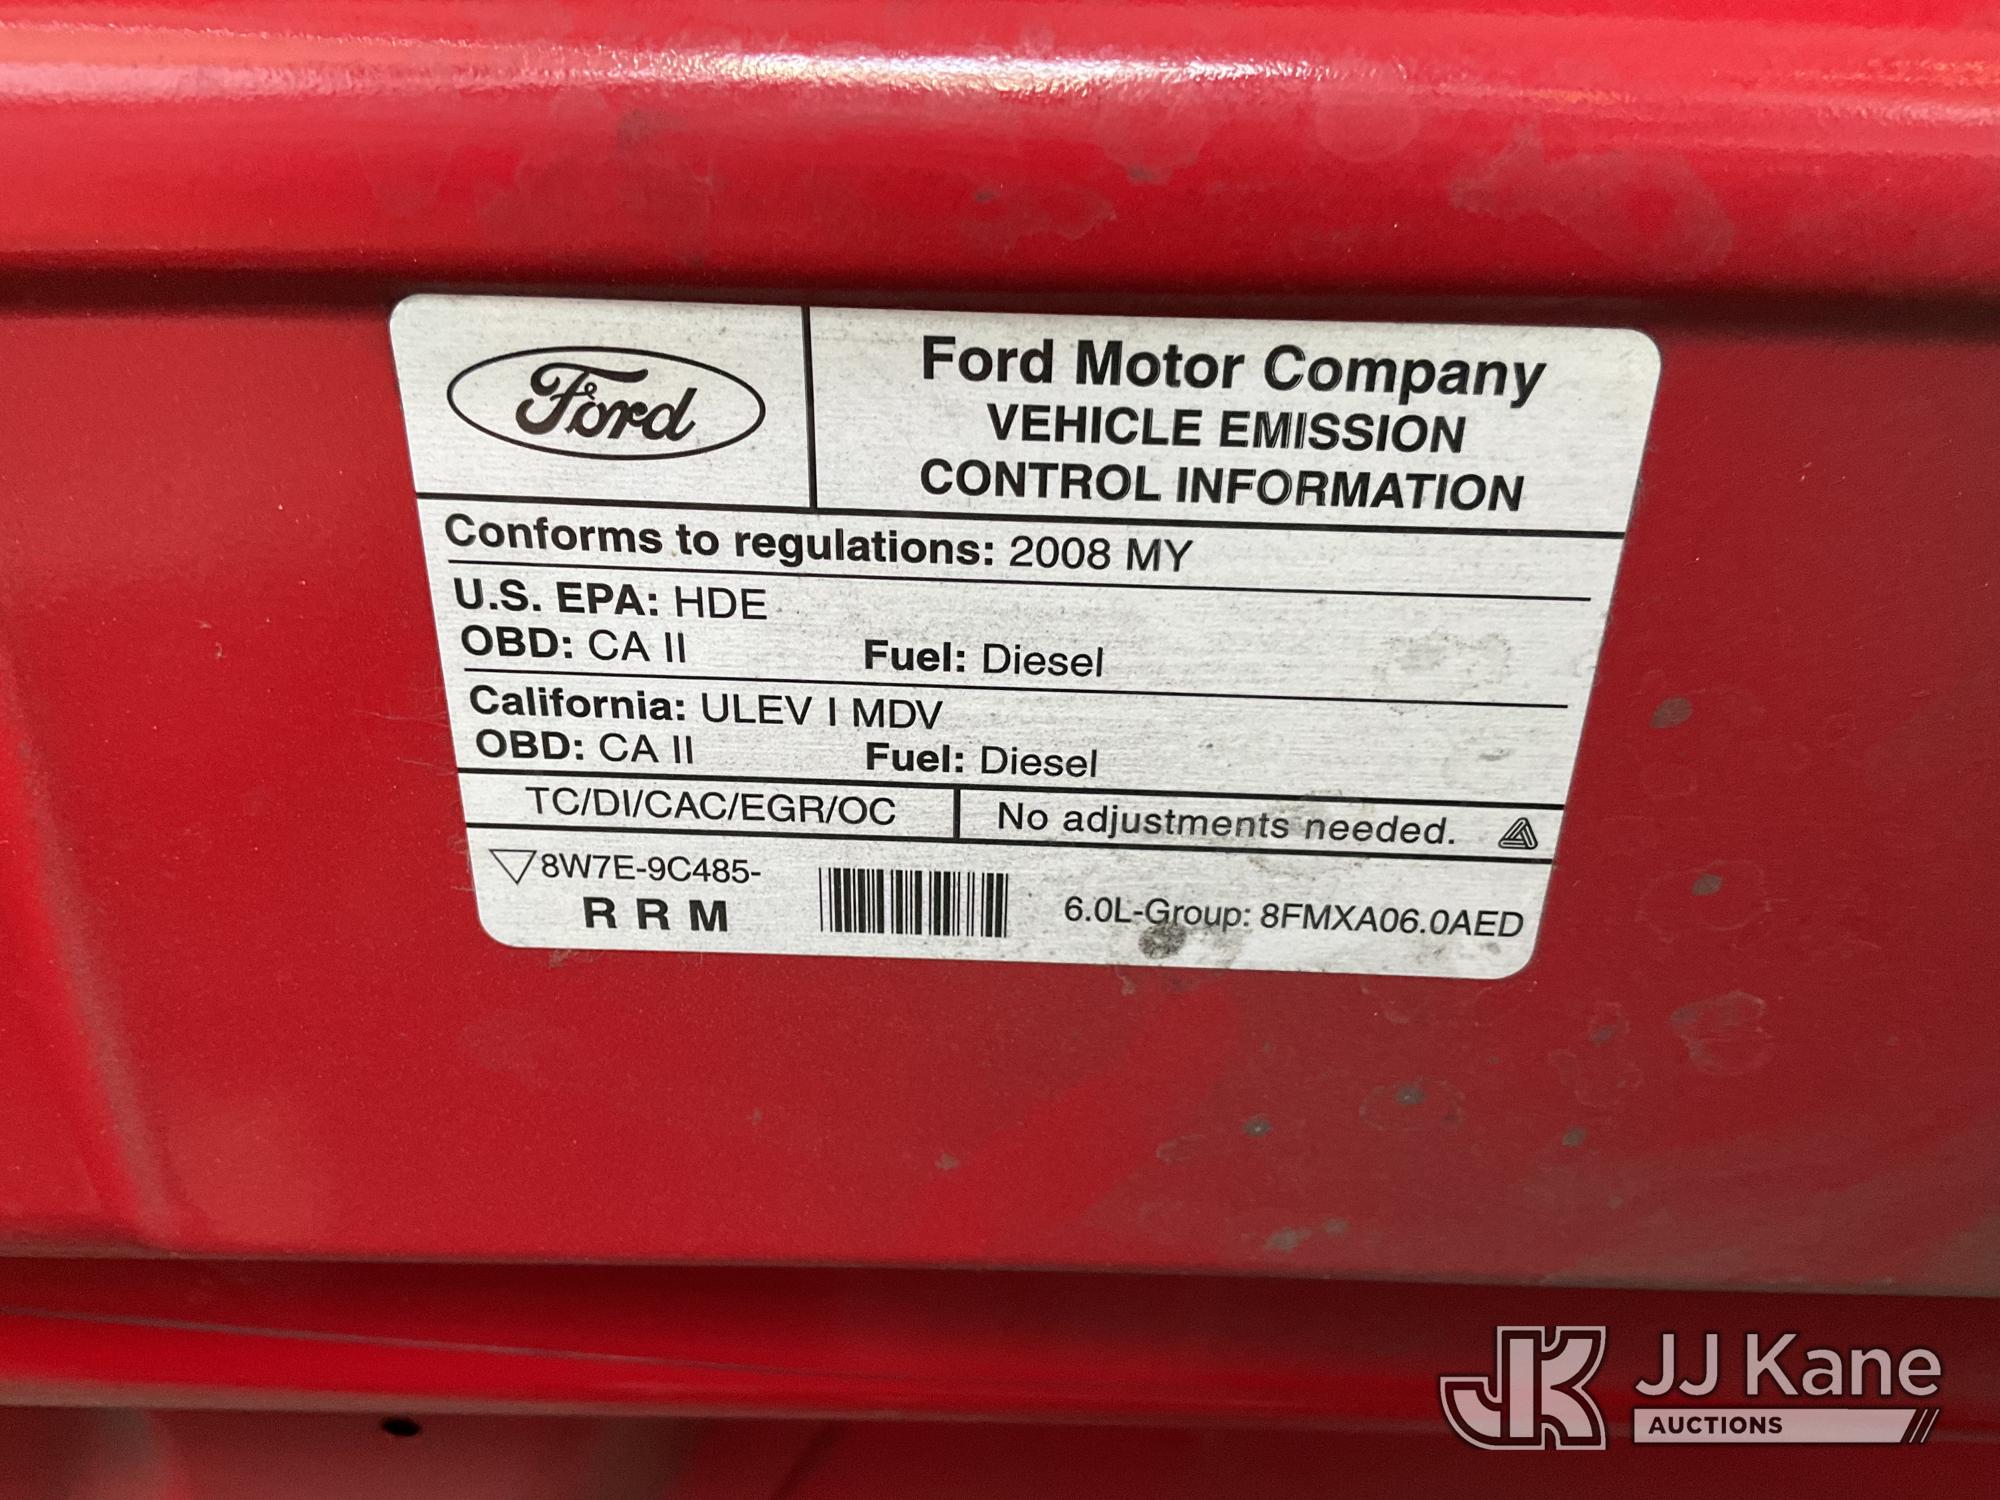 Ford
Ford Motor Company
VEHICLE EMISSION
CONTROL INFORMATION
Conforms to regulations: 2008 MY
U.S. EPA: HDE
OBD: CA II Fuel: Diesel
California: ULEV I MDV
OBD: CA II Fuel: Diesel
TC/DI/CAC/EGR/OC No adjustments needed.
8W7E-9C485-
R R M
6.0L-Group: 8FMXA06.0AED
JK JJ Kane
AUCTIONS